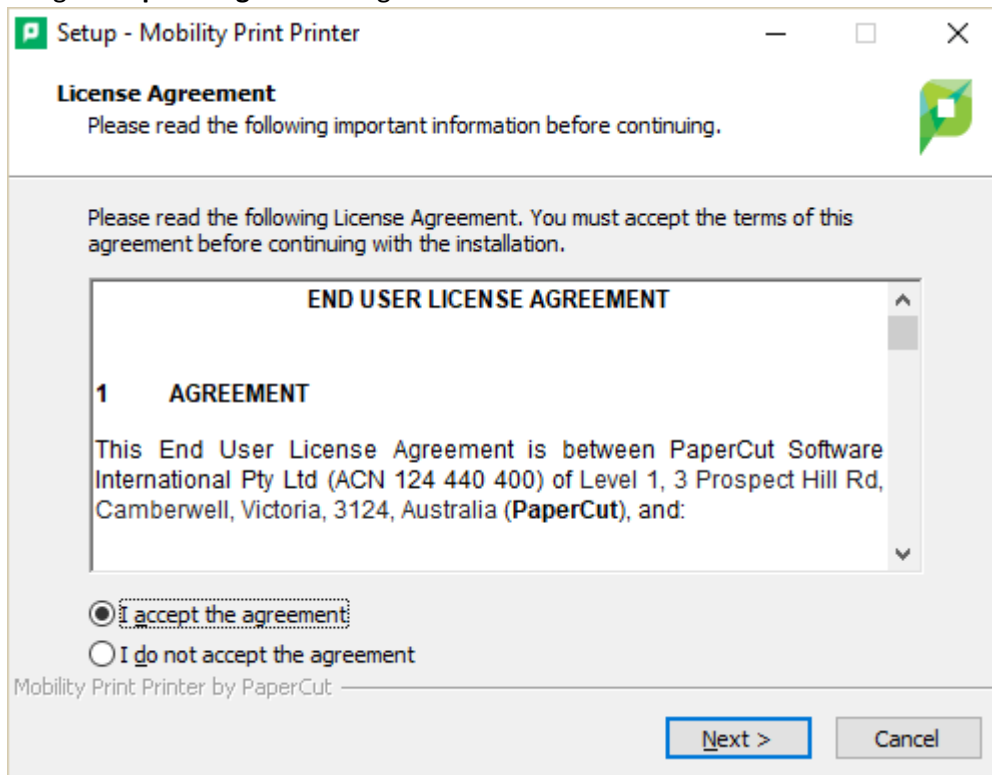 Setup - Mobility Print Printer
License Agreement
Please read the following important information before continuing.
Please read the following License Agreement. You must accept the terms of this
agreement before continuing with the installation.
END USER LICENSE AGREEMENT
1 AGREEMENT
This End User License Agreement is between PaperCut Software
International Pty Ltd (ACN 124 440 400) of Level 1, 3 Prospect Hill Rd,
Camberwell, Victoria, 3124, Australia (PaperCut), and:
I accept the agreement
I do not accept the agreement
Mobility Print Printer by PaperCut
Next >
Cancel